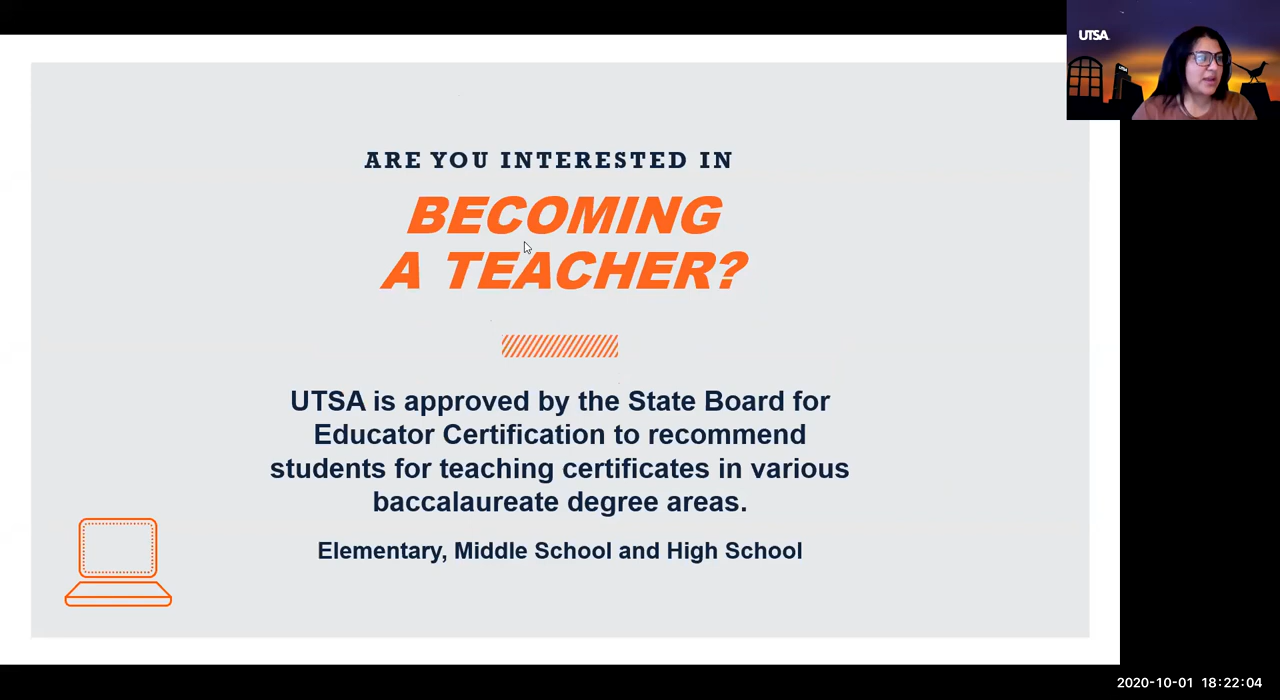 UTSA
ARE YOU INTERESTED IN
BECOMING
A TEACHER?
UTSA is approved by the State Board for
Educator Certification to recommend
students for teaching certificates in various
baccalaureate degree areas.
Elementary, Middle School and High School
2020-10-01 18:22:04